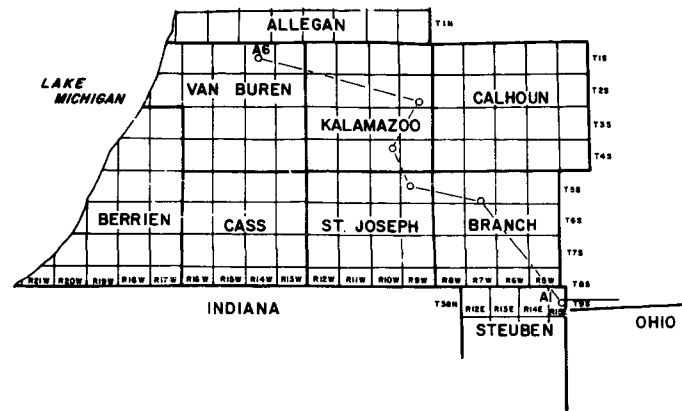 ALLEGAN
T1N
A6
T1S
LAKE
MICHIGAN
VAN BUREN
T2S
CALHOUN
KALAMAZOO
T3S
T4S
T5S
BERRIEN
CASS
ST. JOSEPH
BRANCH
T6S
T7S
R21W R20W R19W R18W R17W R16W R15W R14W R13W R12W R11W R10W R9W R8W R7W R6W R5W
T8S
INDIANA
T38N
R12E R13E R14E
A1
T9S
STEUBEN
OHIO